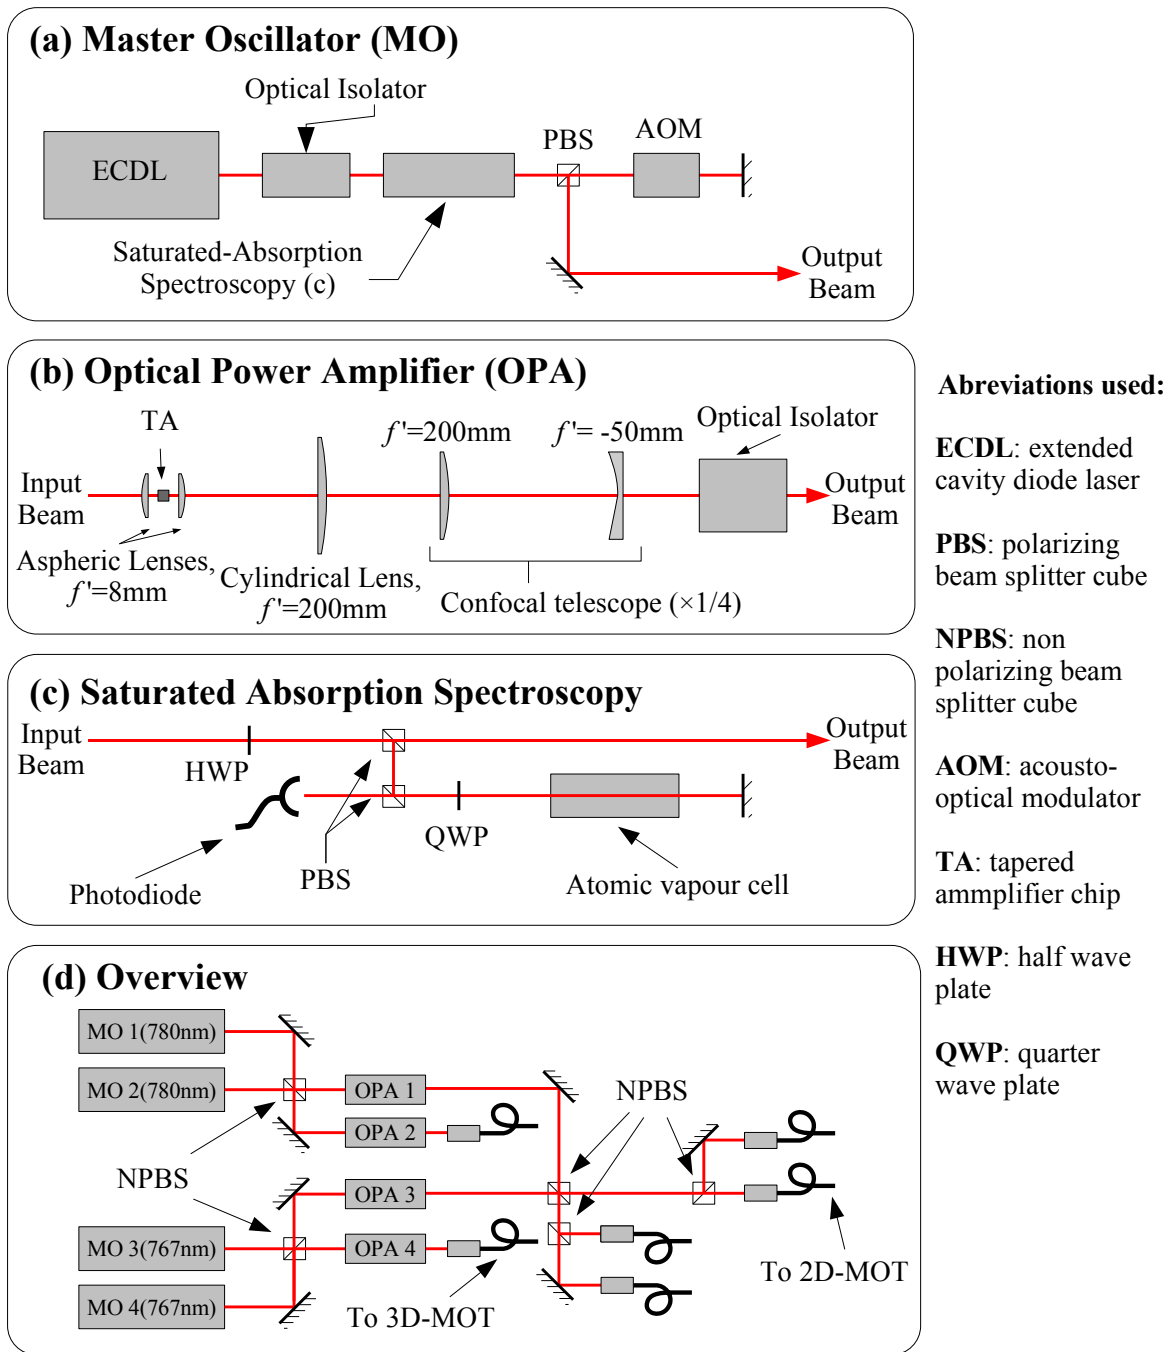 (a) Master Oscillator (MO)
Optical Isolator
ECDL
PBS
AOM
Saturated-Absorption
Spectroscopy (c)
Output
Beam
(b) Optical Power Amplifier (OPA)
TA
f'=200mm
f'= -50mm
Optical Isolator
Input
Beam
Output
Beam
Aspheric Lenses,
f'=8mm
Cylindrical Lens,
f'=200mm
Confocal telescope (×1/4)
(c) Saturated Absorption Spectroscopy
Input
Beam
HWP
Output
Beam
QWP
PBS
Photodiode
Atomic vapour cell
(d) Overview
MO 1(780nm)
MO 2(780nm)
OPA 1
OPA 2
NPBS
NPBS
OPA 3
MO 3(767nm)
OPA 4
MO 4(767nm)
To 3D-MOT
To 2D-MOT
Abreviations used:
ECDL: extended
cavity diode laser
PBS: polarizing
beam splitter cube
NPBS: non
polarizing beam
splitter cube
AOM: acousto-
optical modulator
TA: tapered
ammplifier chip
HWP: half wave
plate
QWP: quarter
wave plate